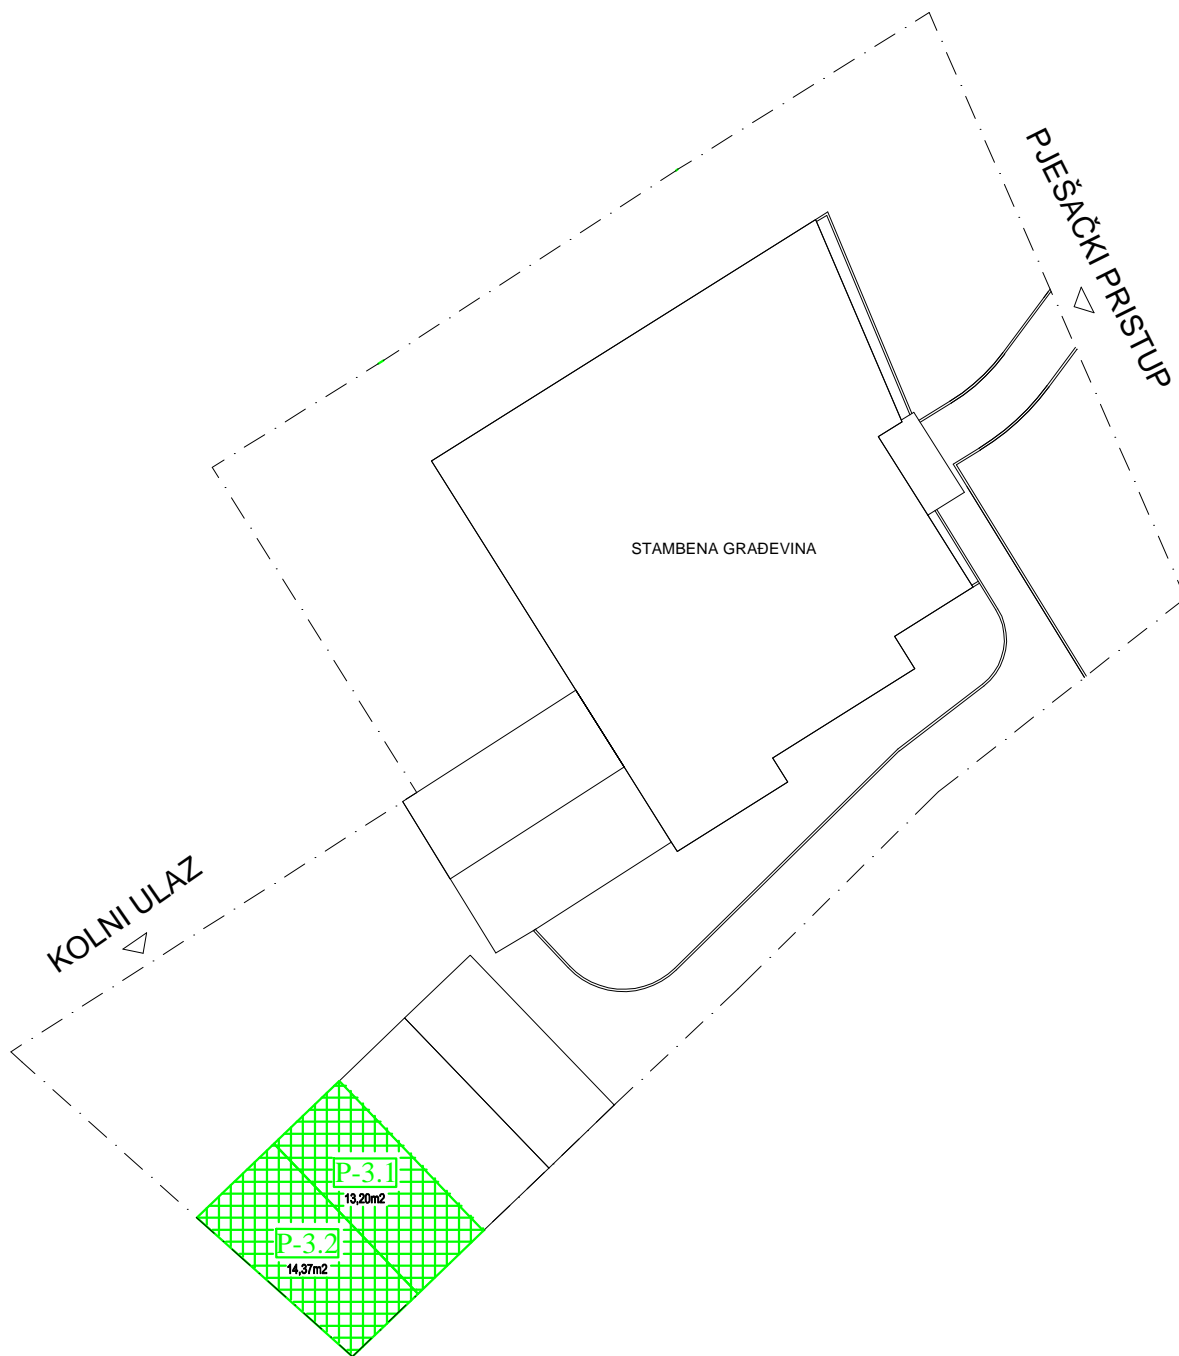 PJEŠAČKI PRISTUP
STAMBENA GRAĐEVINA
KOLNI ULAZ
P-3.1
13,20m2
P-3.2
14,37m2